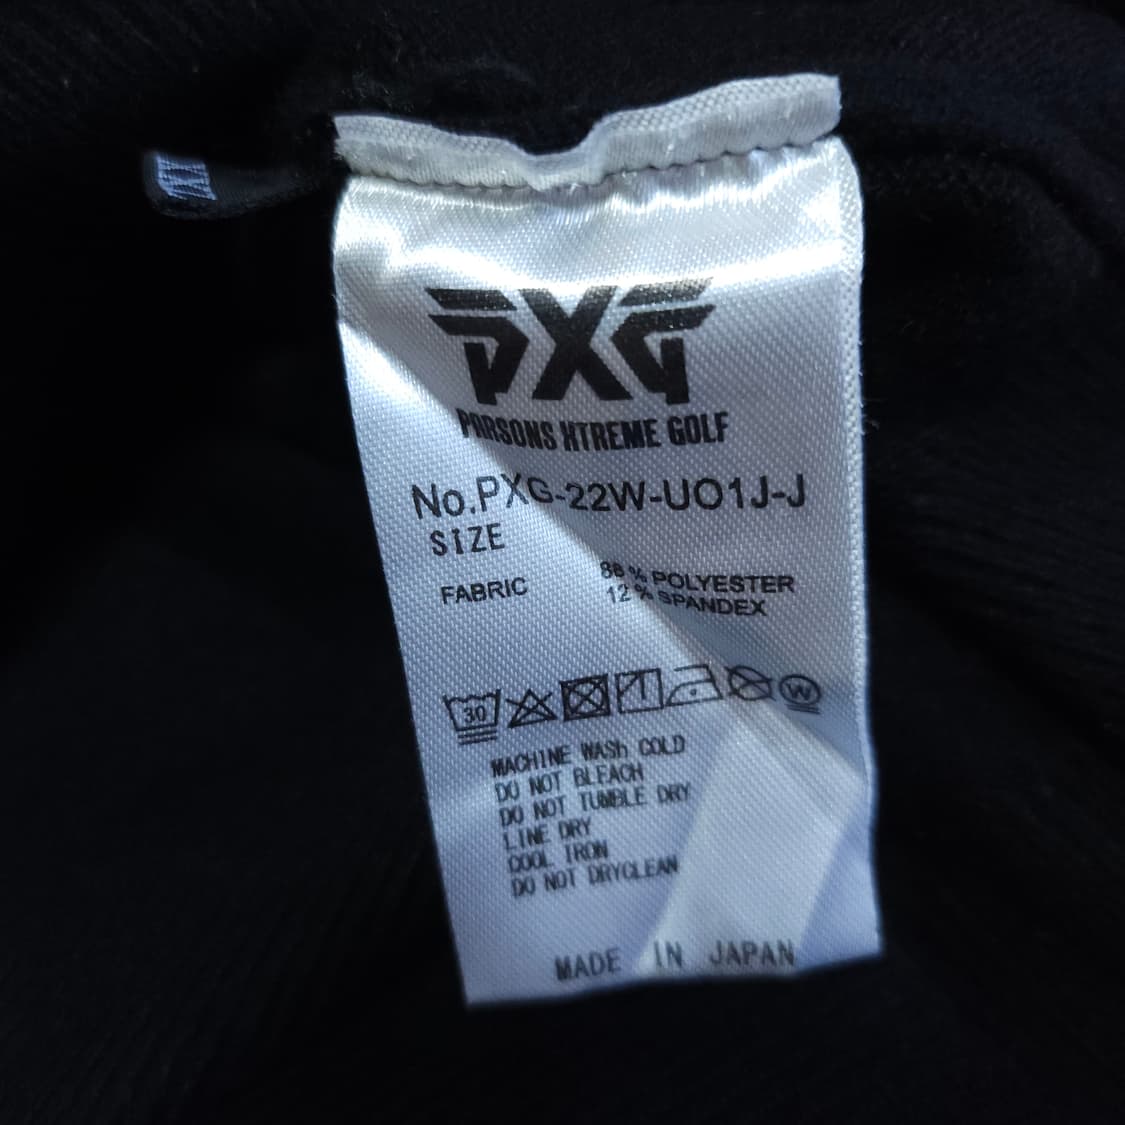 PXG
PARSONS XTREME GOLF
No.PXG-22W-UO1J-J
SIZE
FABRIC 88 % POLYESTER
12 % SPANDEX
30 W
MACHINE WASh COLD
DO NOT BLEACH
DO NOT TUMBLE DRY
LINE DRY
COOL IRON
DO NOT DRYCLEAN
MADE IN JAPAN